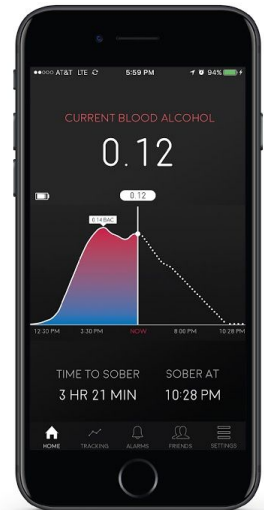 ●●○○○ AT&T LTE 5:59 PM 94%
CURRENT BLOOD ALCOHOL
0.12
0.12
0.14 BAC
12:30 PM 3:30 PM NOW 8:00 PM 10:28 PM
TIME TO SOBER SOBER AT
3 HR 21 MIN 10:28 PM
HOME TRACKING ALARMS FRIENDS SETTINGS